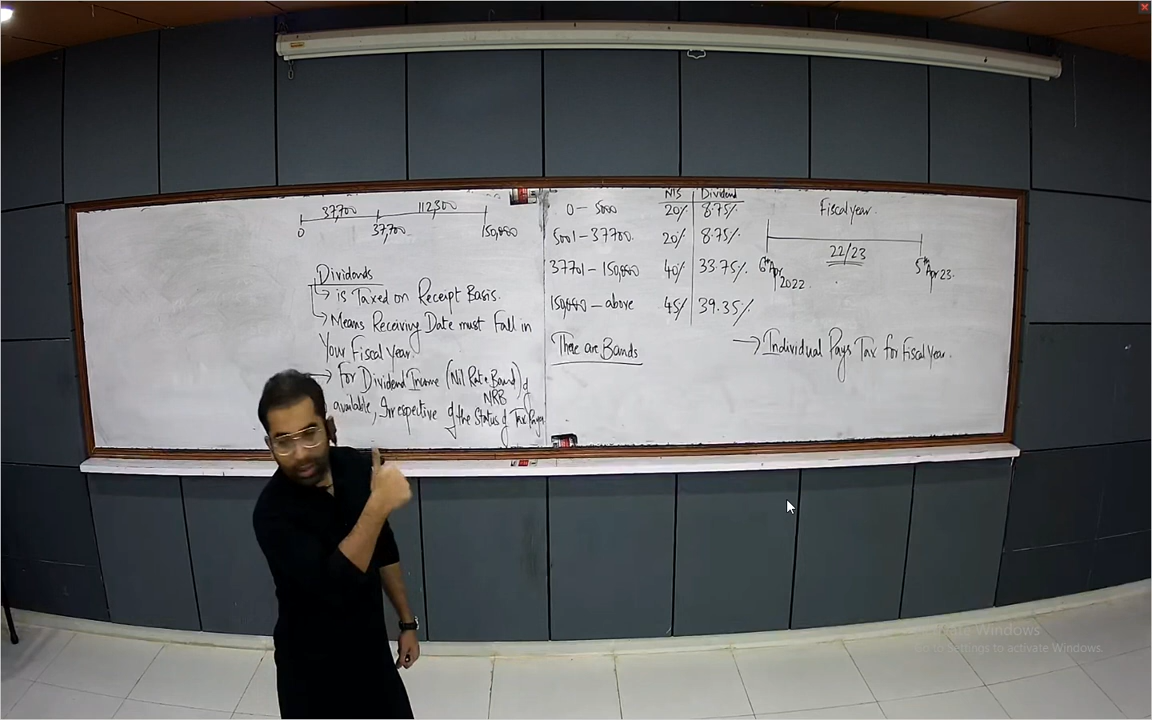 37,700 112,300
0 37,700 150,000
Dividends
→ is Taxed on Receipt Basis.
→ Means Receiving Date must Fall in
Your Fiscal Year.
→ For Dividend Income (Nil Rate Band) of
NRB
available, Irrespective of the Status of Tax Payer
NIS Dividend
0 – 5000 20% 8.75%
5001 – 37700. 20% 8.75%
37701 – 150,000 40% 33.75%.
150,000 – above 45% 39.35%
These are Bands
Fiscal year.
22/23
6th Apr 2022
5th Apr 23.
→ Individual Pays Tax for Fiscal Year.
Activate Windows
Go to Settings to activate Windows.